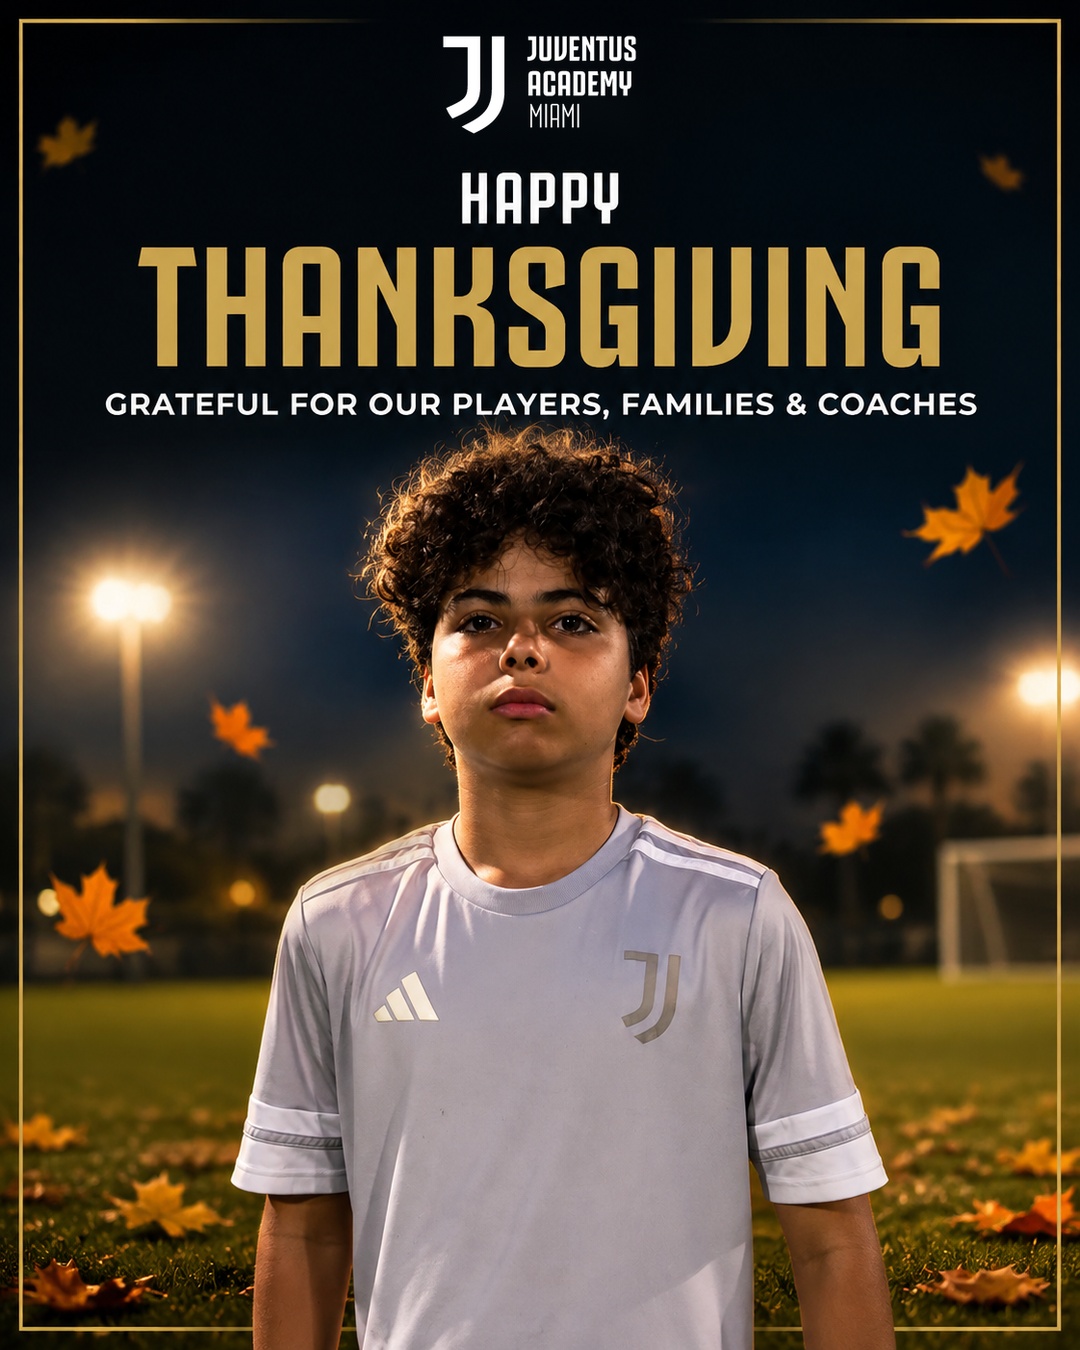 JUVENTUS
ACADEMY
MIAMI
HAPPY
THANKSGIVING
GRATEFUL FOR OUR PLAYERS, FAMILIES & COACHES